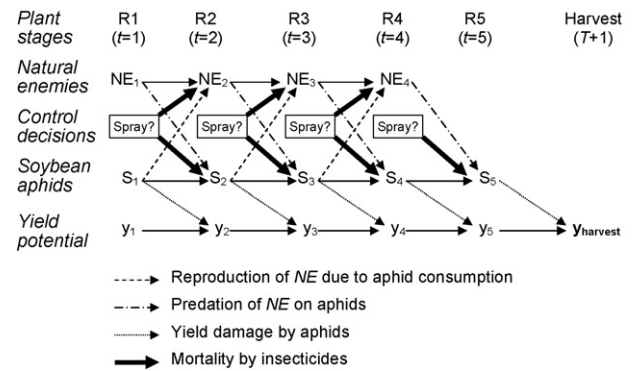 Plant stages R1 (t=1) R2 (t=2) R3 (t=3) R4 (t=4) R5 (t=5) Harvest (T+1)
Natural enemies NE1 NE2 NE3 NE4
Control decisions Spray? Spray? Spray? Spray?
Soybean aphids S1 S2 S3 S4 S5
Yield potential y1 y2 y3 y4 y5 yharvest
Reproduction of NE due to aphid consumption
Predation of NE on aphids
Yield damage by aphids
Mortality by insecticides